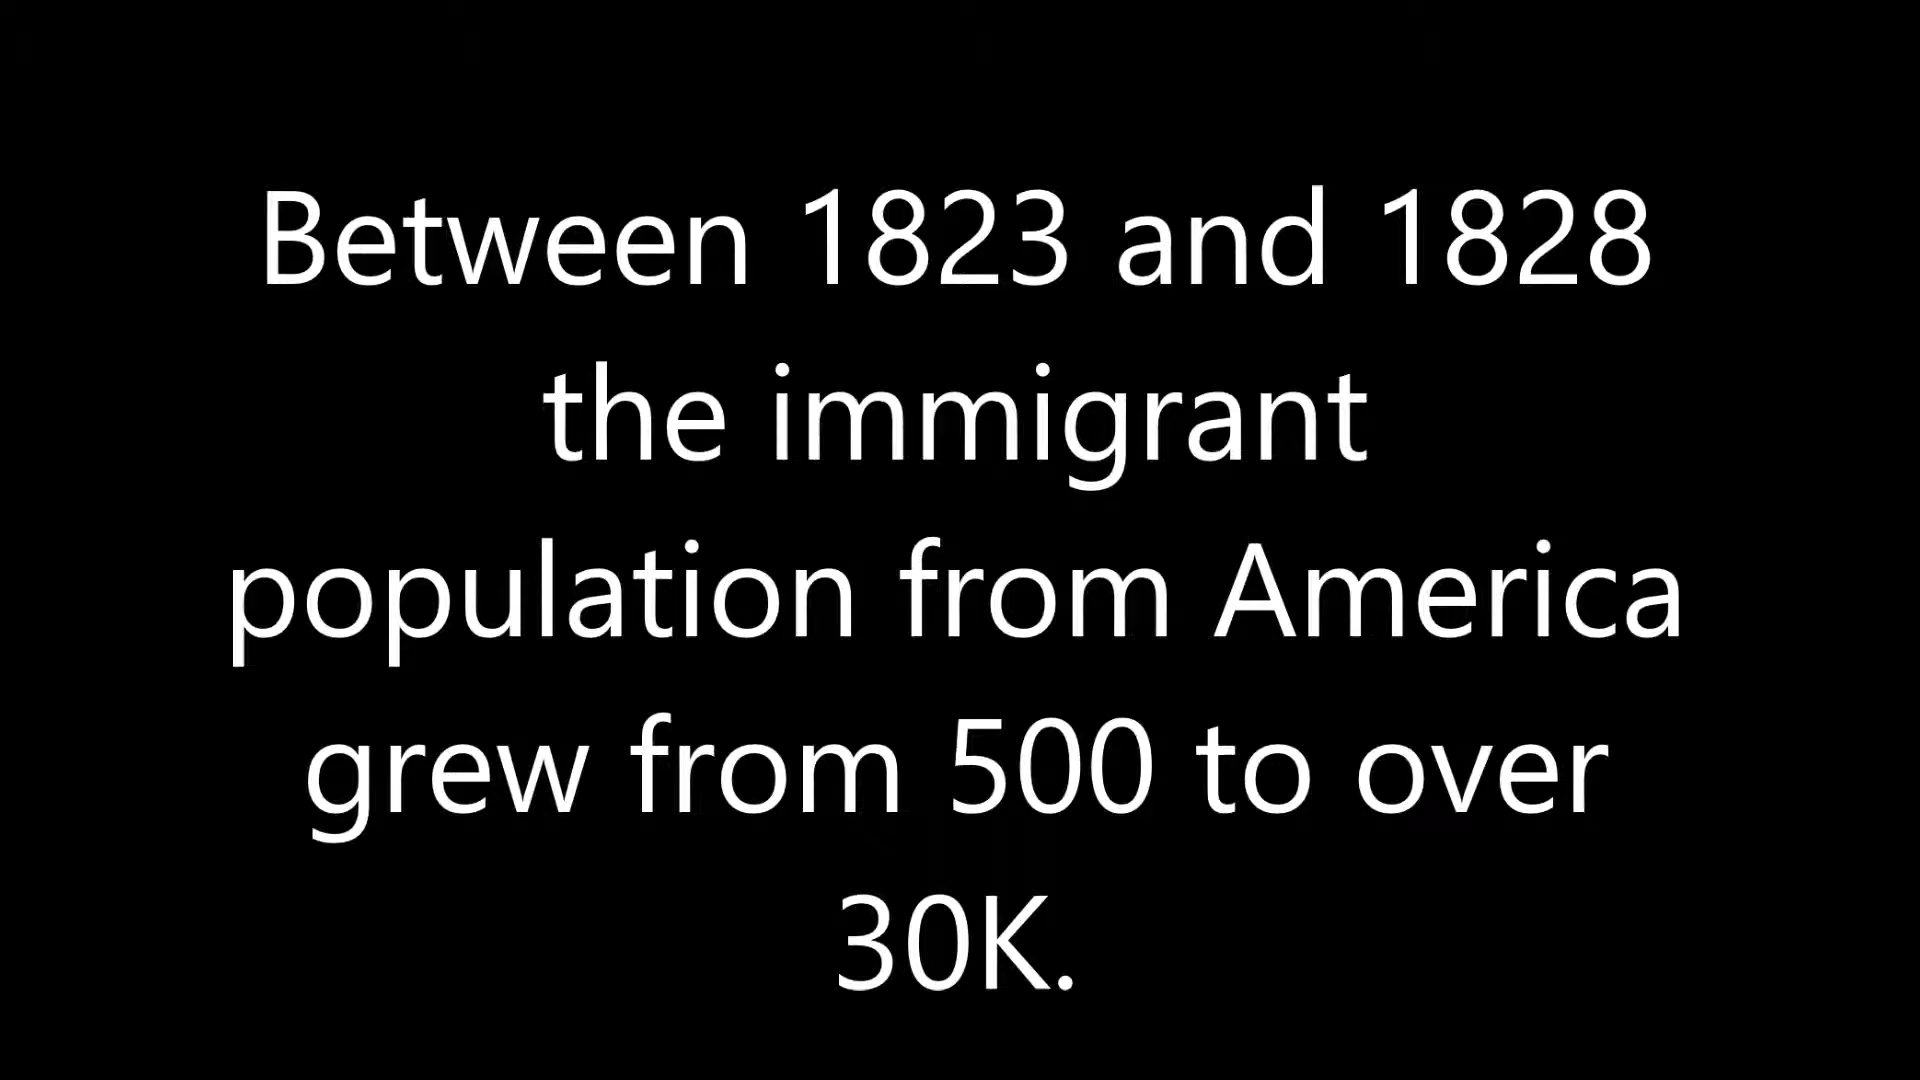 Between 1823 and 1828
the immigrant
population from America
grew from 500 to over
30K.